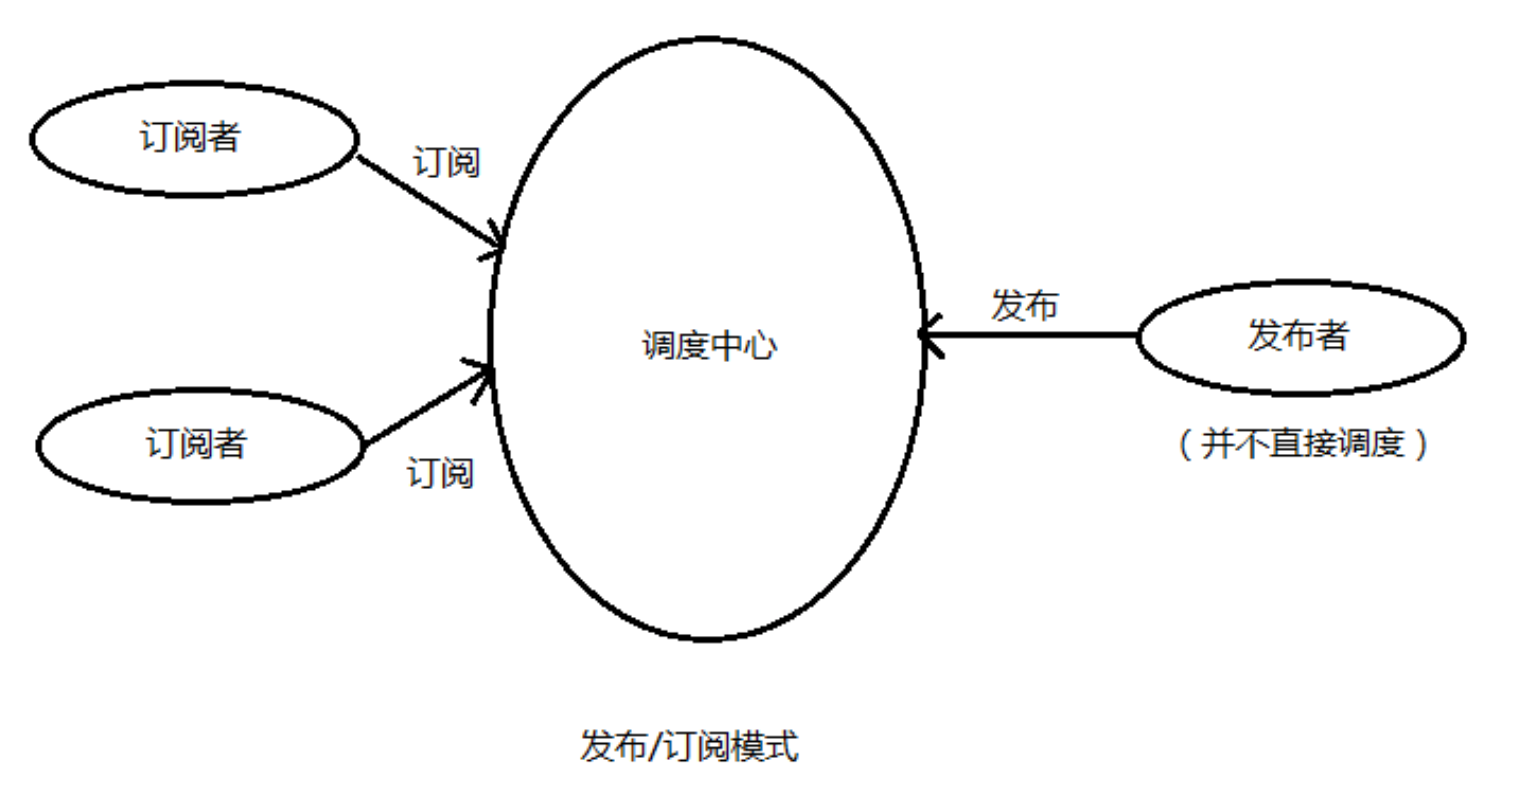 订阅者
订阅
调度中心
发布
发布者
(并不直接调度)
订阅者
订阅
发布/订阅模式